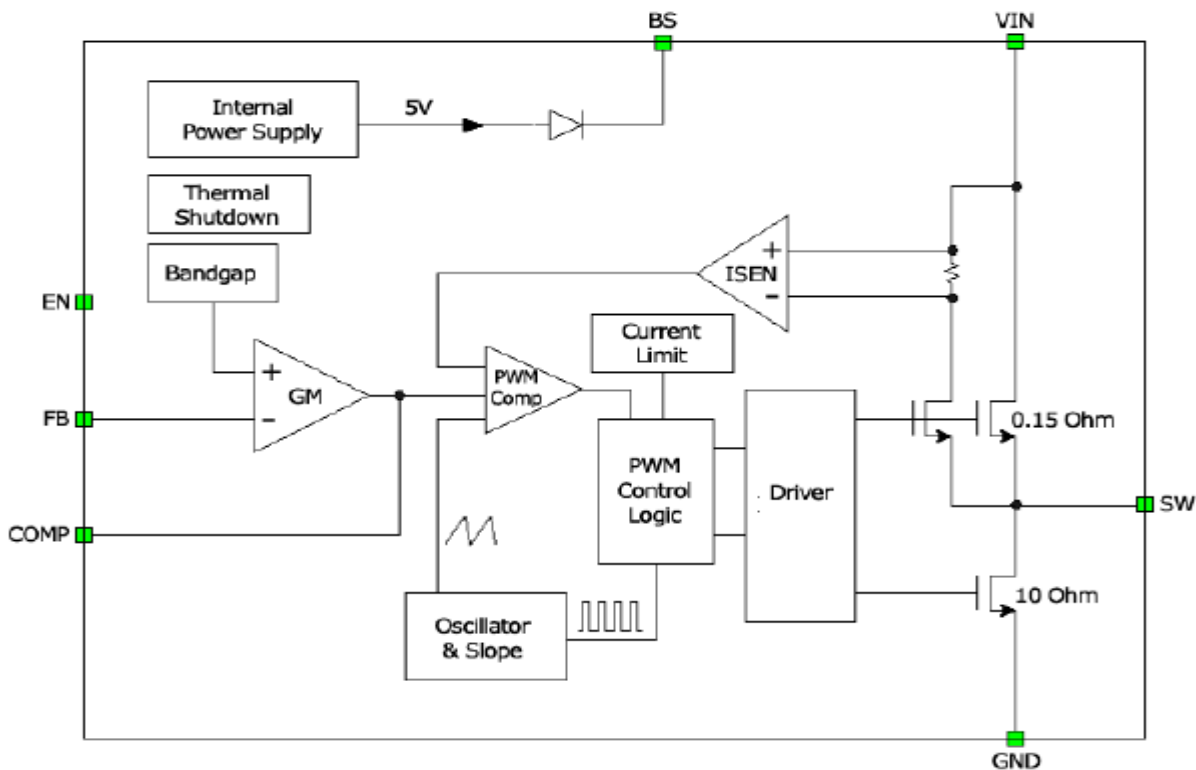 BS
VIN
Internal
Power Supply
5V
Thermal
Shutdown
+
ISEN
-
Bandgap
EN
Current
Limit
+
GM
-
PWM
Comp
FB
0.15 Ohm
PWM
Control
Logic
Driver
SW
COMP
10 Ohm
Oscillator
& Slope
GND